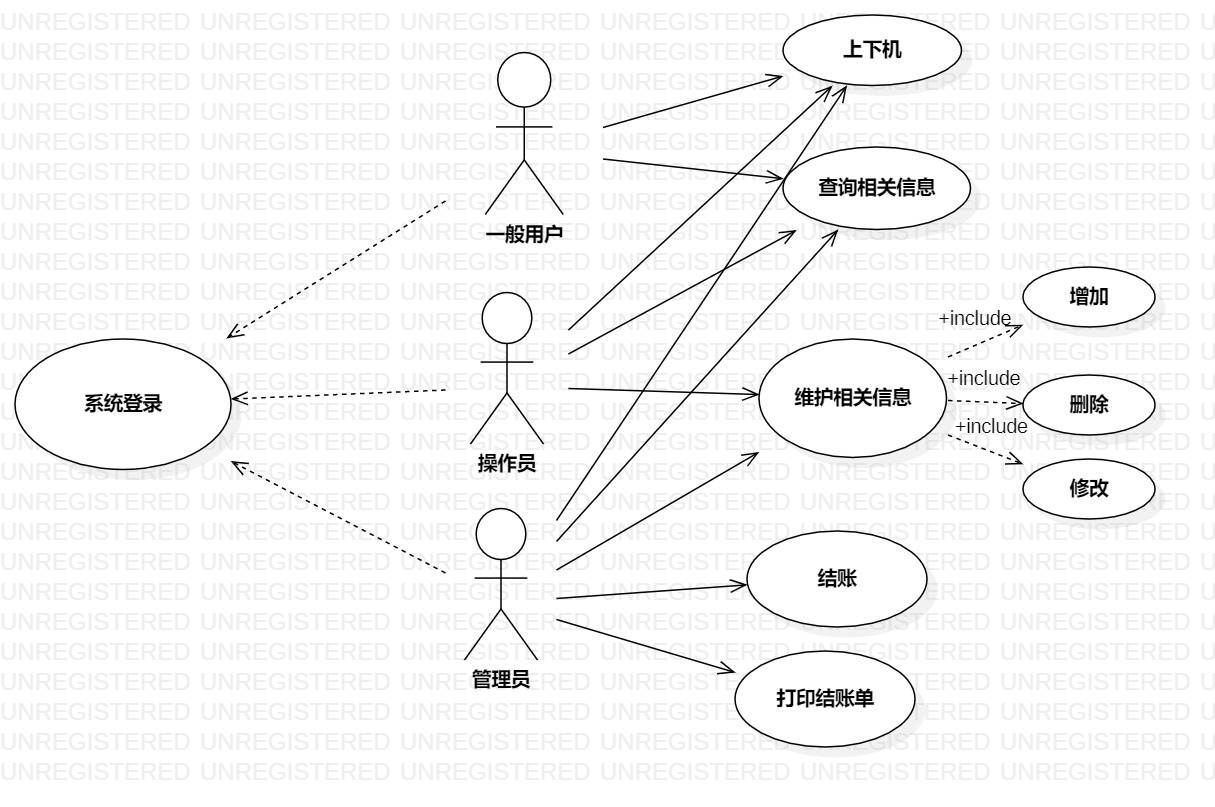 上下机
查询相关信息
一般用户
增加
+include
系统登录
操作员
维护相关信息
+include
删除
+include
修改
管理员
结账
打印结账单
UNREGISTERED